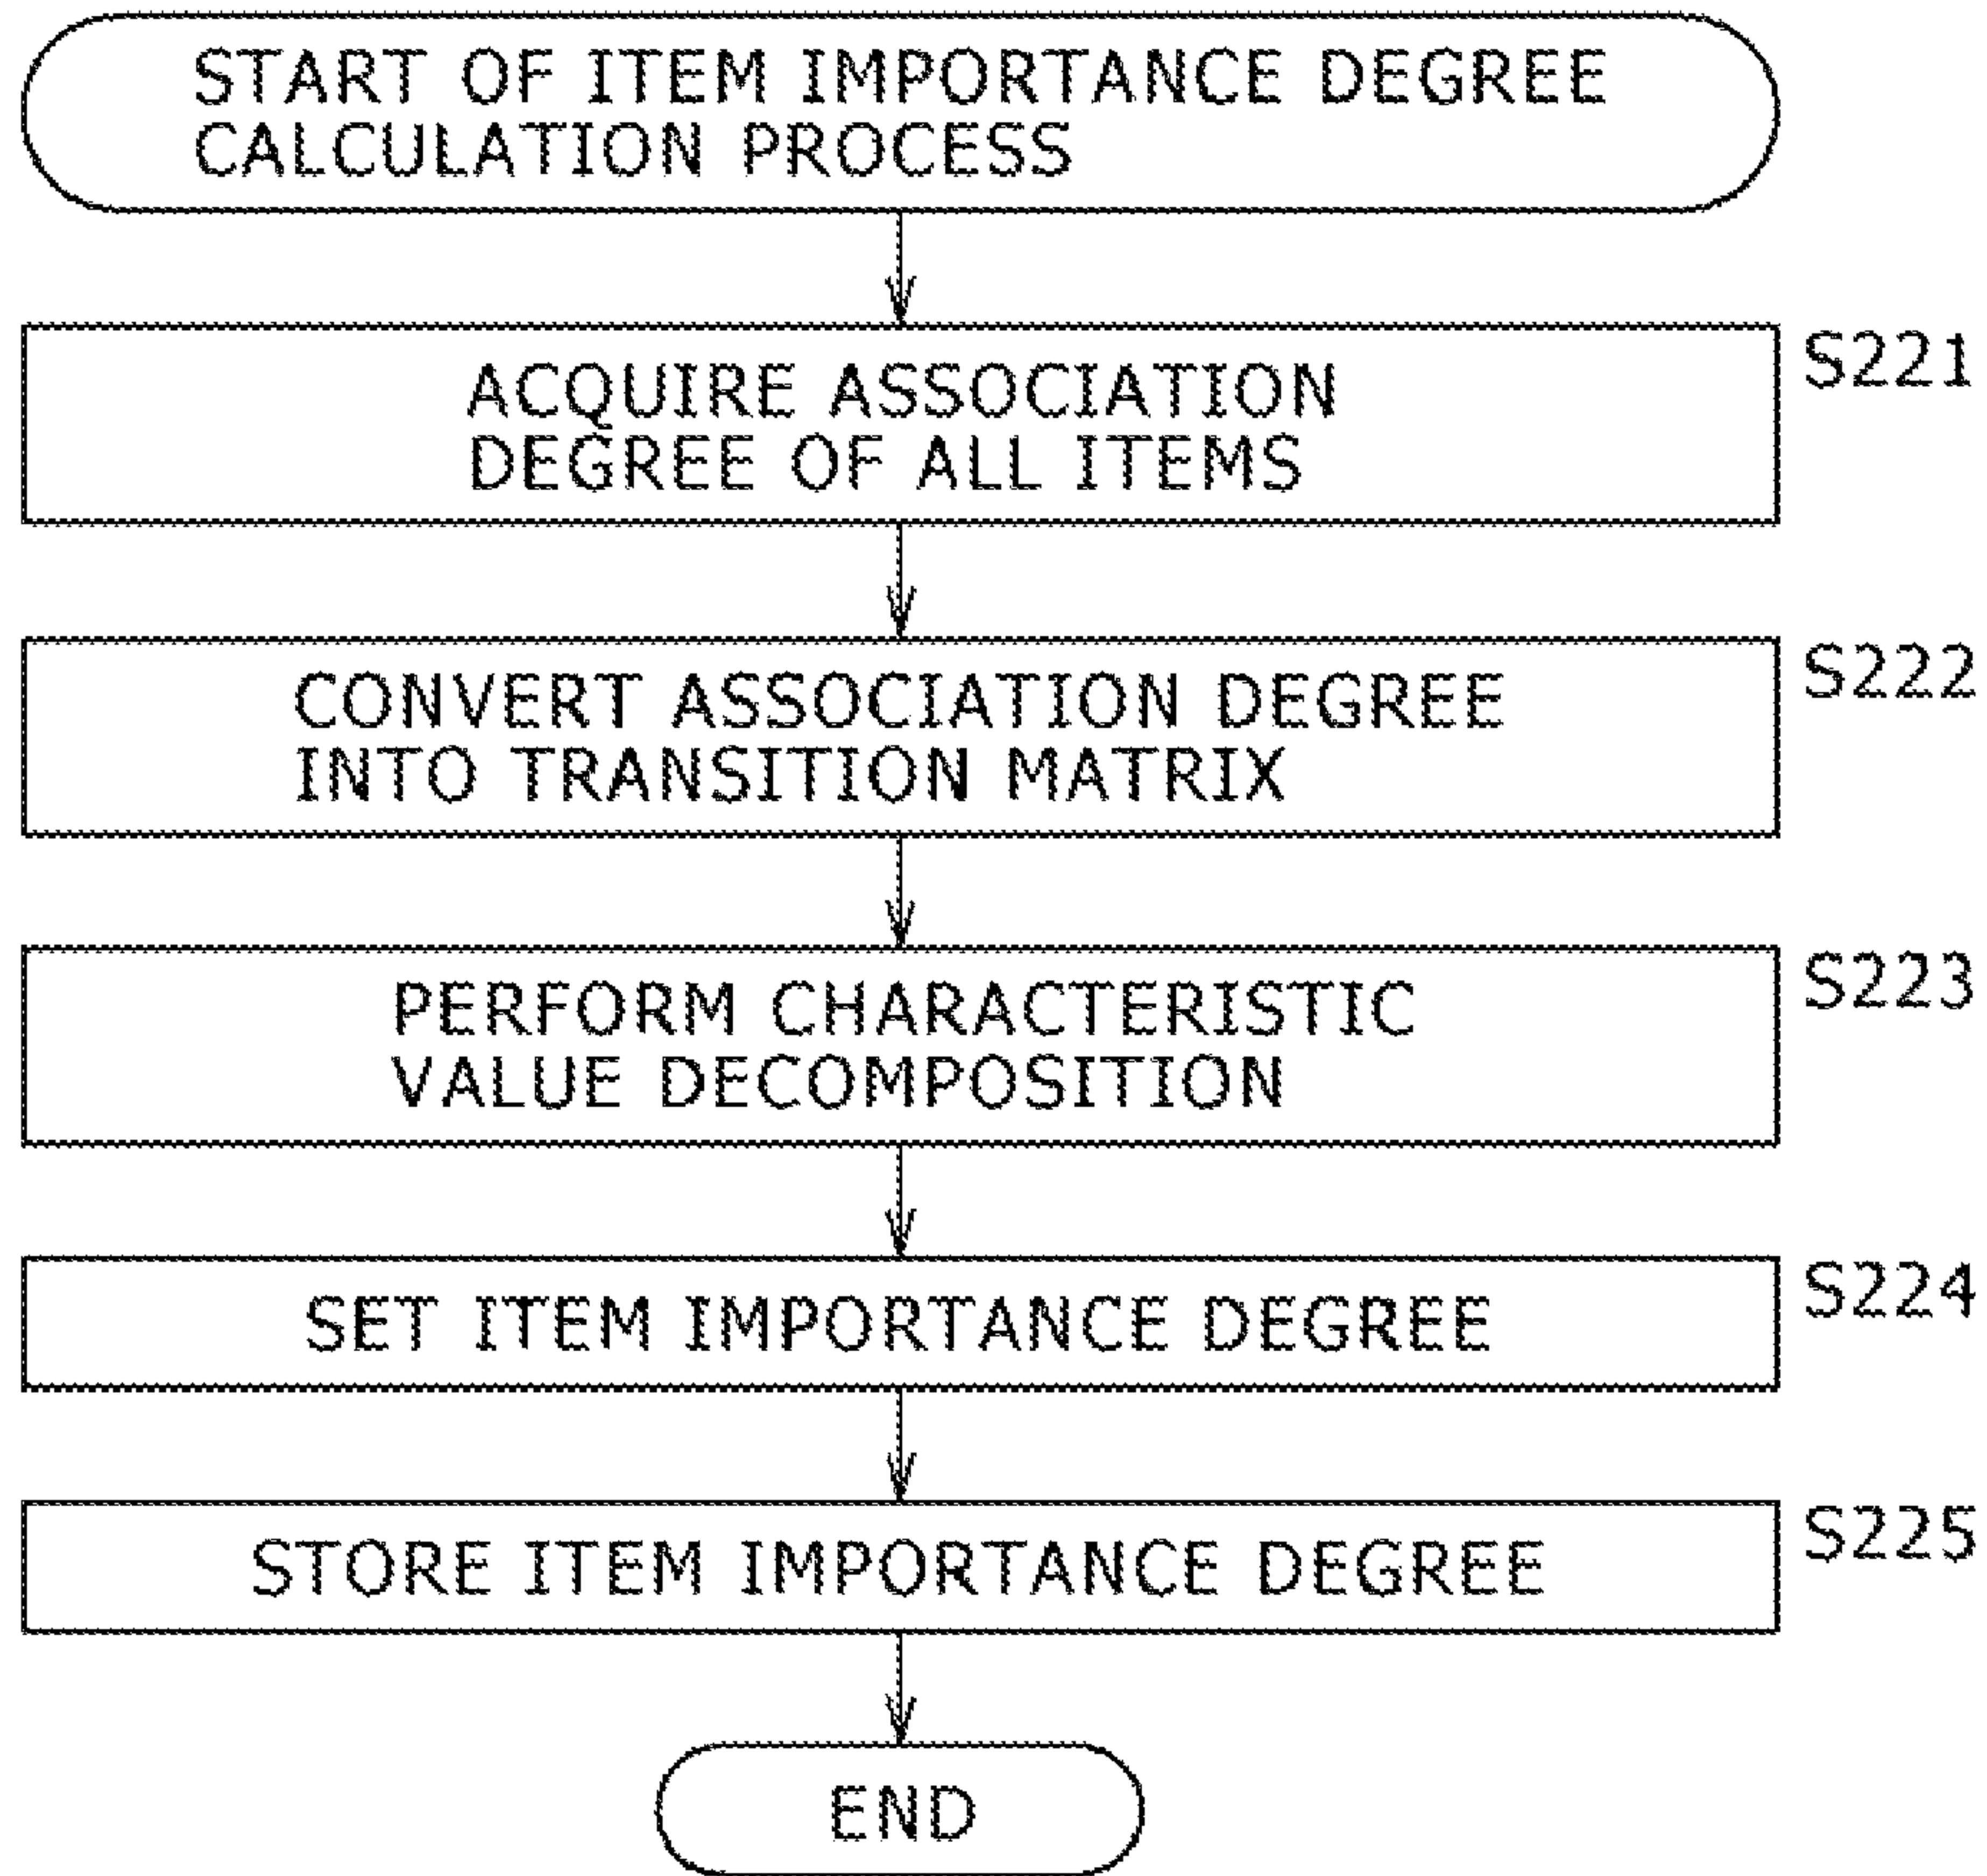 START OF ITEM IMPORTANCE DEGREE
CALCULATION PROCESS
S221
ACQUIRE ASSOCIATION
DEGREE OF ALL ITEMS
S222
CONVERT ASSOCIATION DEGREE
INTO TRANSITION MATRIX
S223
PERFORM CHARACTERISTIC
VALUE DECOMPOSITION
S224
SET ITEM IMPORTANCE DEGREE
S225
STORE ITEM IMPORTANCE DEGREE
END